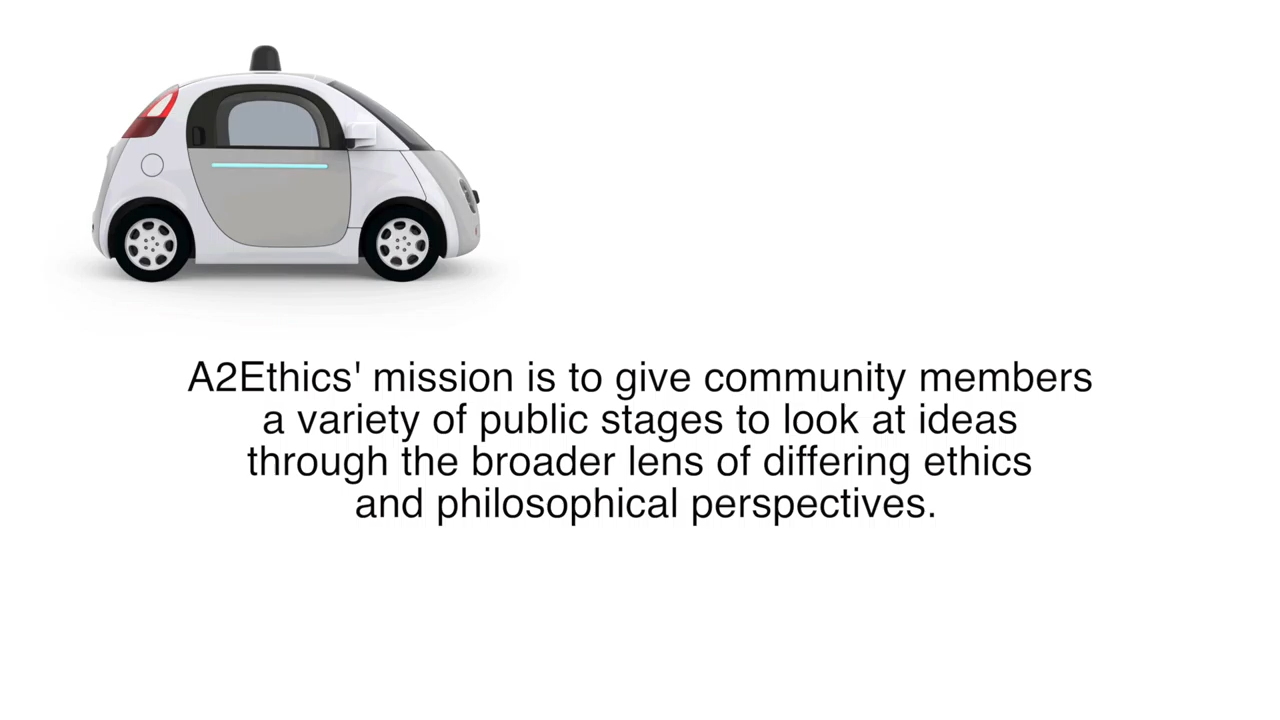 A2Ethics' mission is to give community members
a variety of public stages to look at ideas
through the broader lens of differing ethics
and philosophical perspectives.